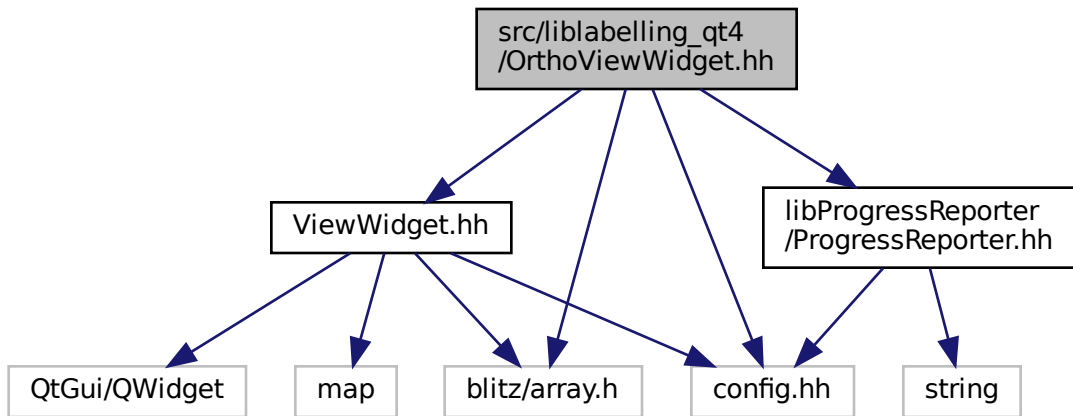 src/liblabelling_qt4
/OrthoViewWidget.hh
ViewWidget.hh
libProgressReporter
/ProgressReporter.hh
QtGui/QWidget
map
blitz/array.h
config.hh
string